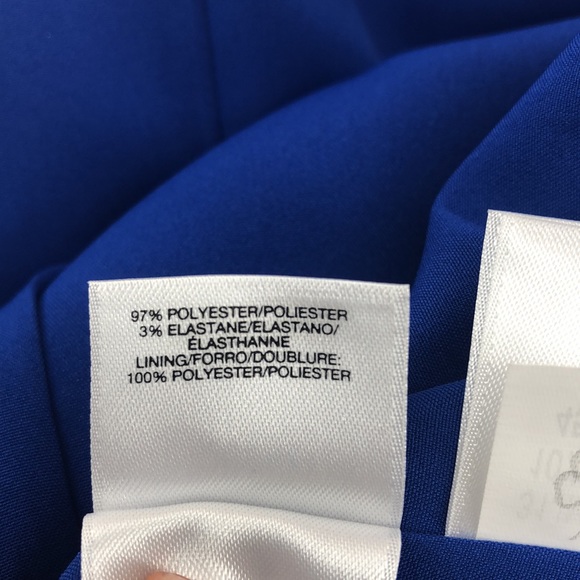 97% POLYESTER/POLIESTER
3% ELASTANE/ELASTANO/
ÉLASTHANNE
LINING/FORRO/DOUBLURE:
100% POLYESTER/POLIESTER